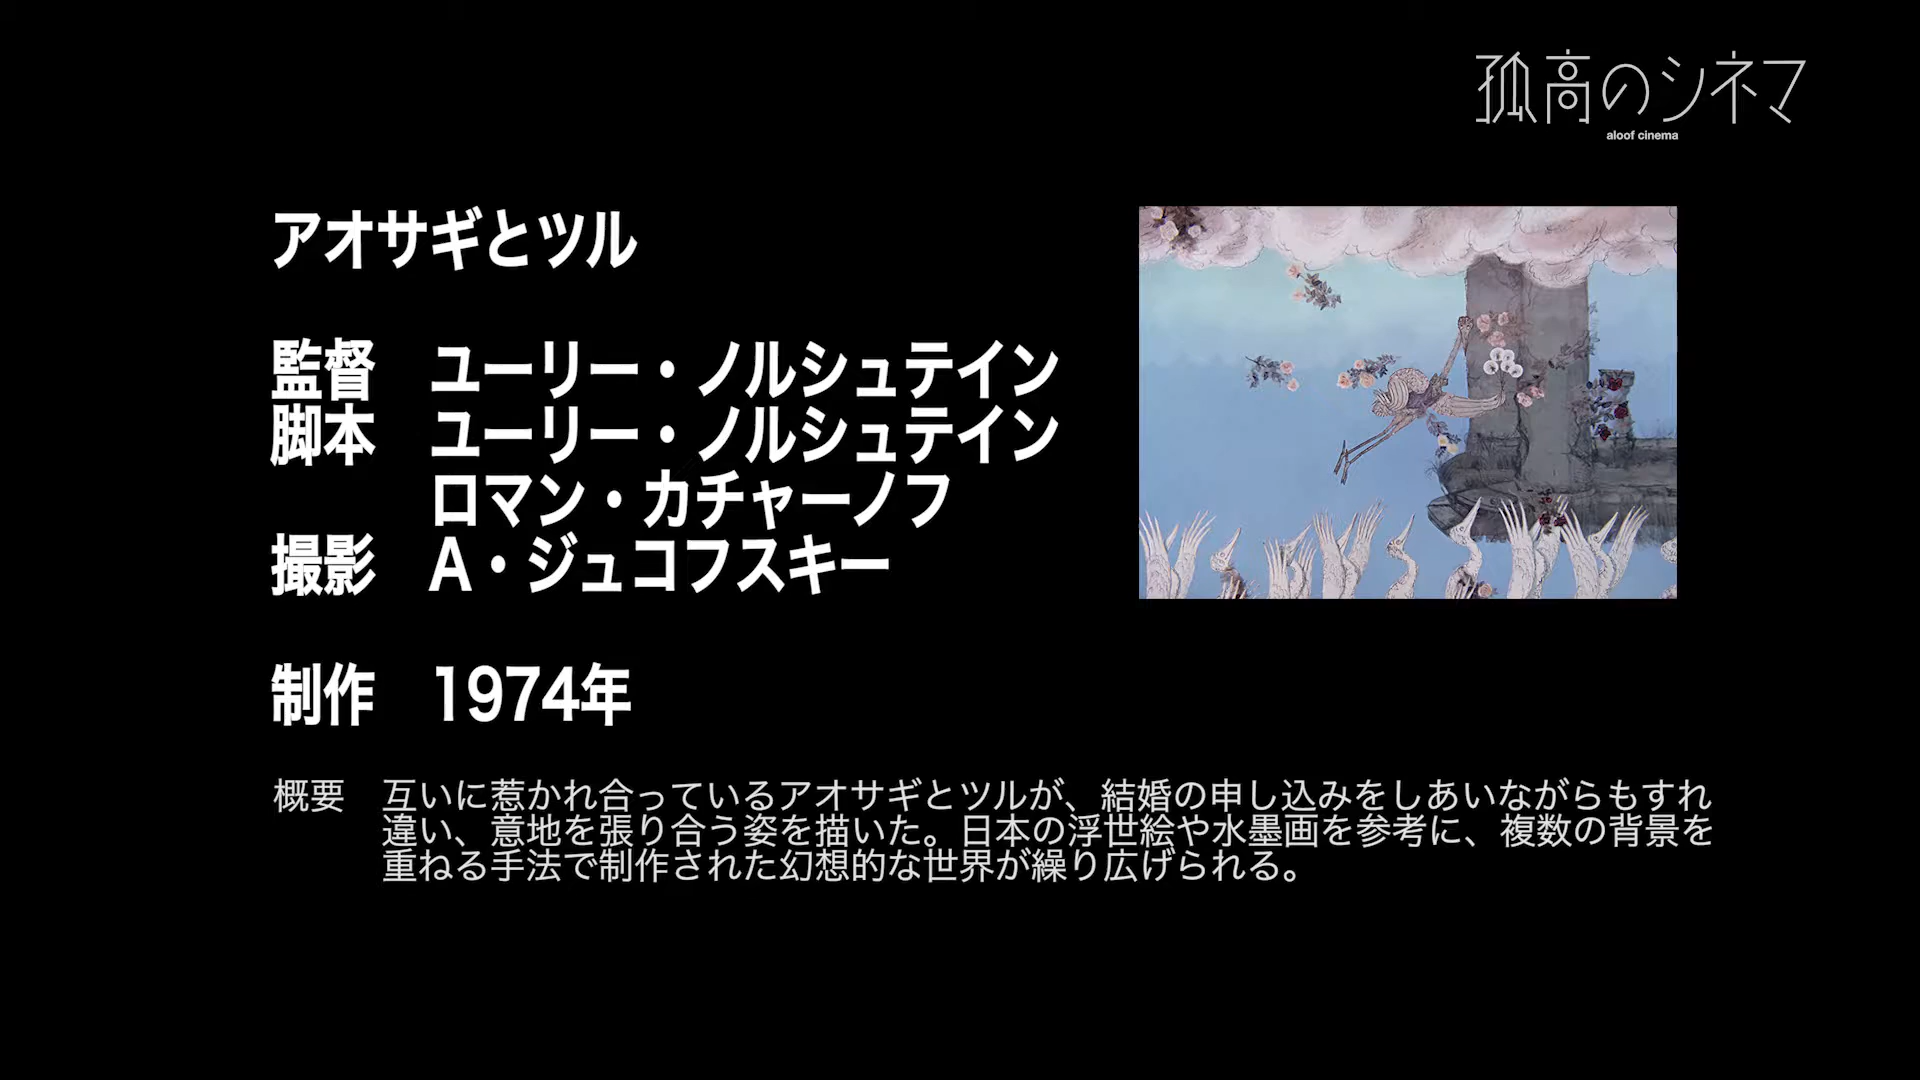 孤高のシネマ
aloof cinema
アオサギとツル
監督　ユーリー・ノルシュテイン
脚本　ユーリー・ノルシュテイン
ロマン・カチャーノフ
撮影　A・ジュコフスキー
制作　1974年
概要　互いに惹かれ合っているアオサギとツルが、結婚の申し込みをしあいながらもすれ
違い、意地を張り合う姿を描いた。日本の浮世絵や水墨画を参考に、複数の背景を
重ねる手法で制作された幻想的な世界が繰り広げられる。